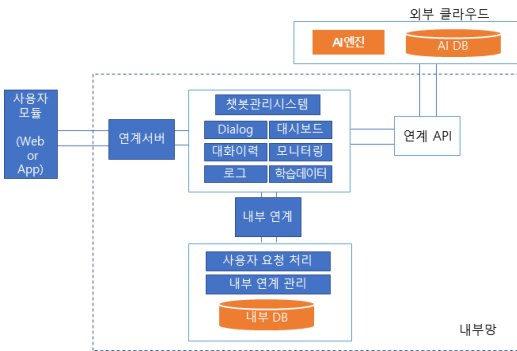 외부 클라우드
AI엔진
AI DB
사용자
모듈
(Web
or
App)
연계서버
챗봇관리시스템
Dialog
대시보드
대화이력
모니터링
로그
학습데이터
연계 API
내부 연계
사용자 요청 처리
내부 연계 관리
내부 DB
내부망